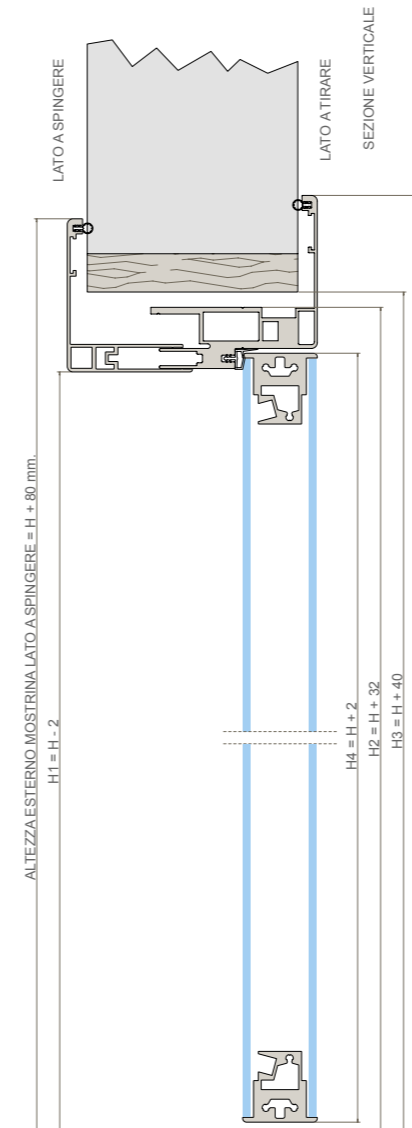 LATO A SPINGERE
LATO A TIRARE
SEZIONE VERTICALE
ALTEZZA ESTERNO MOSTRINA LATO A SPINGERE = H + 80 mm.
H1 = H - 2
H4 = H + 2
H2 = H + 32
H3 = H + 40